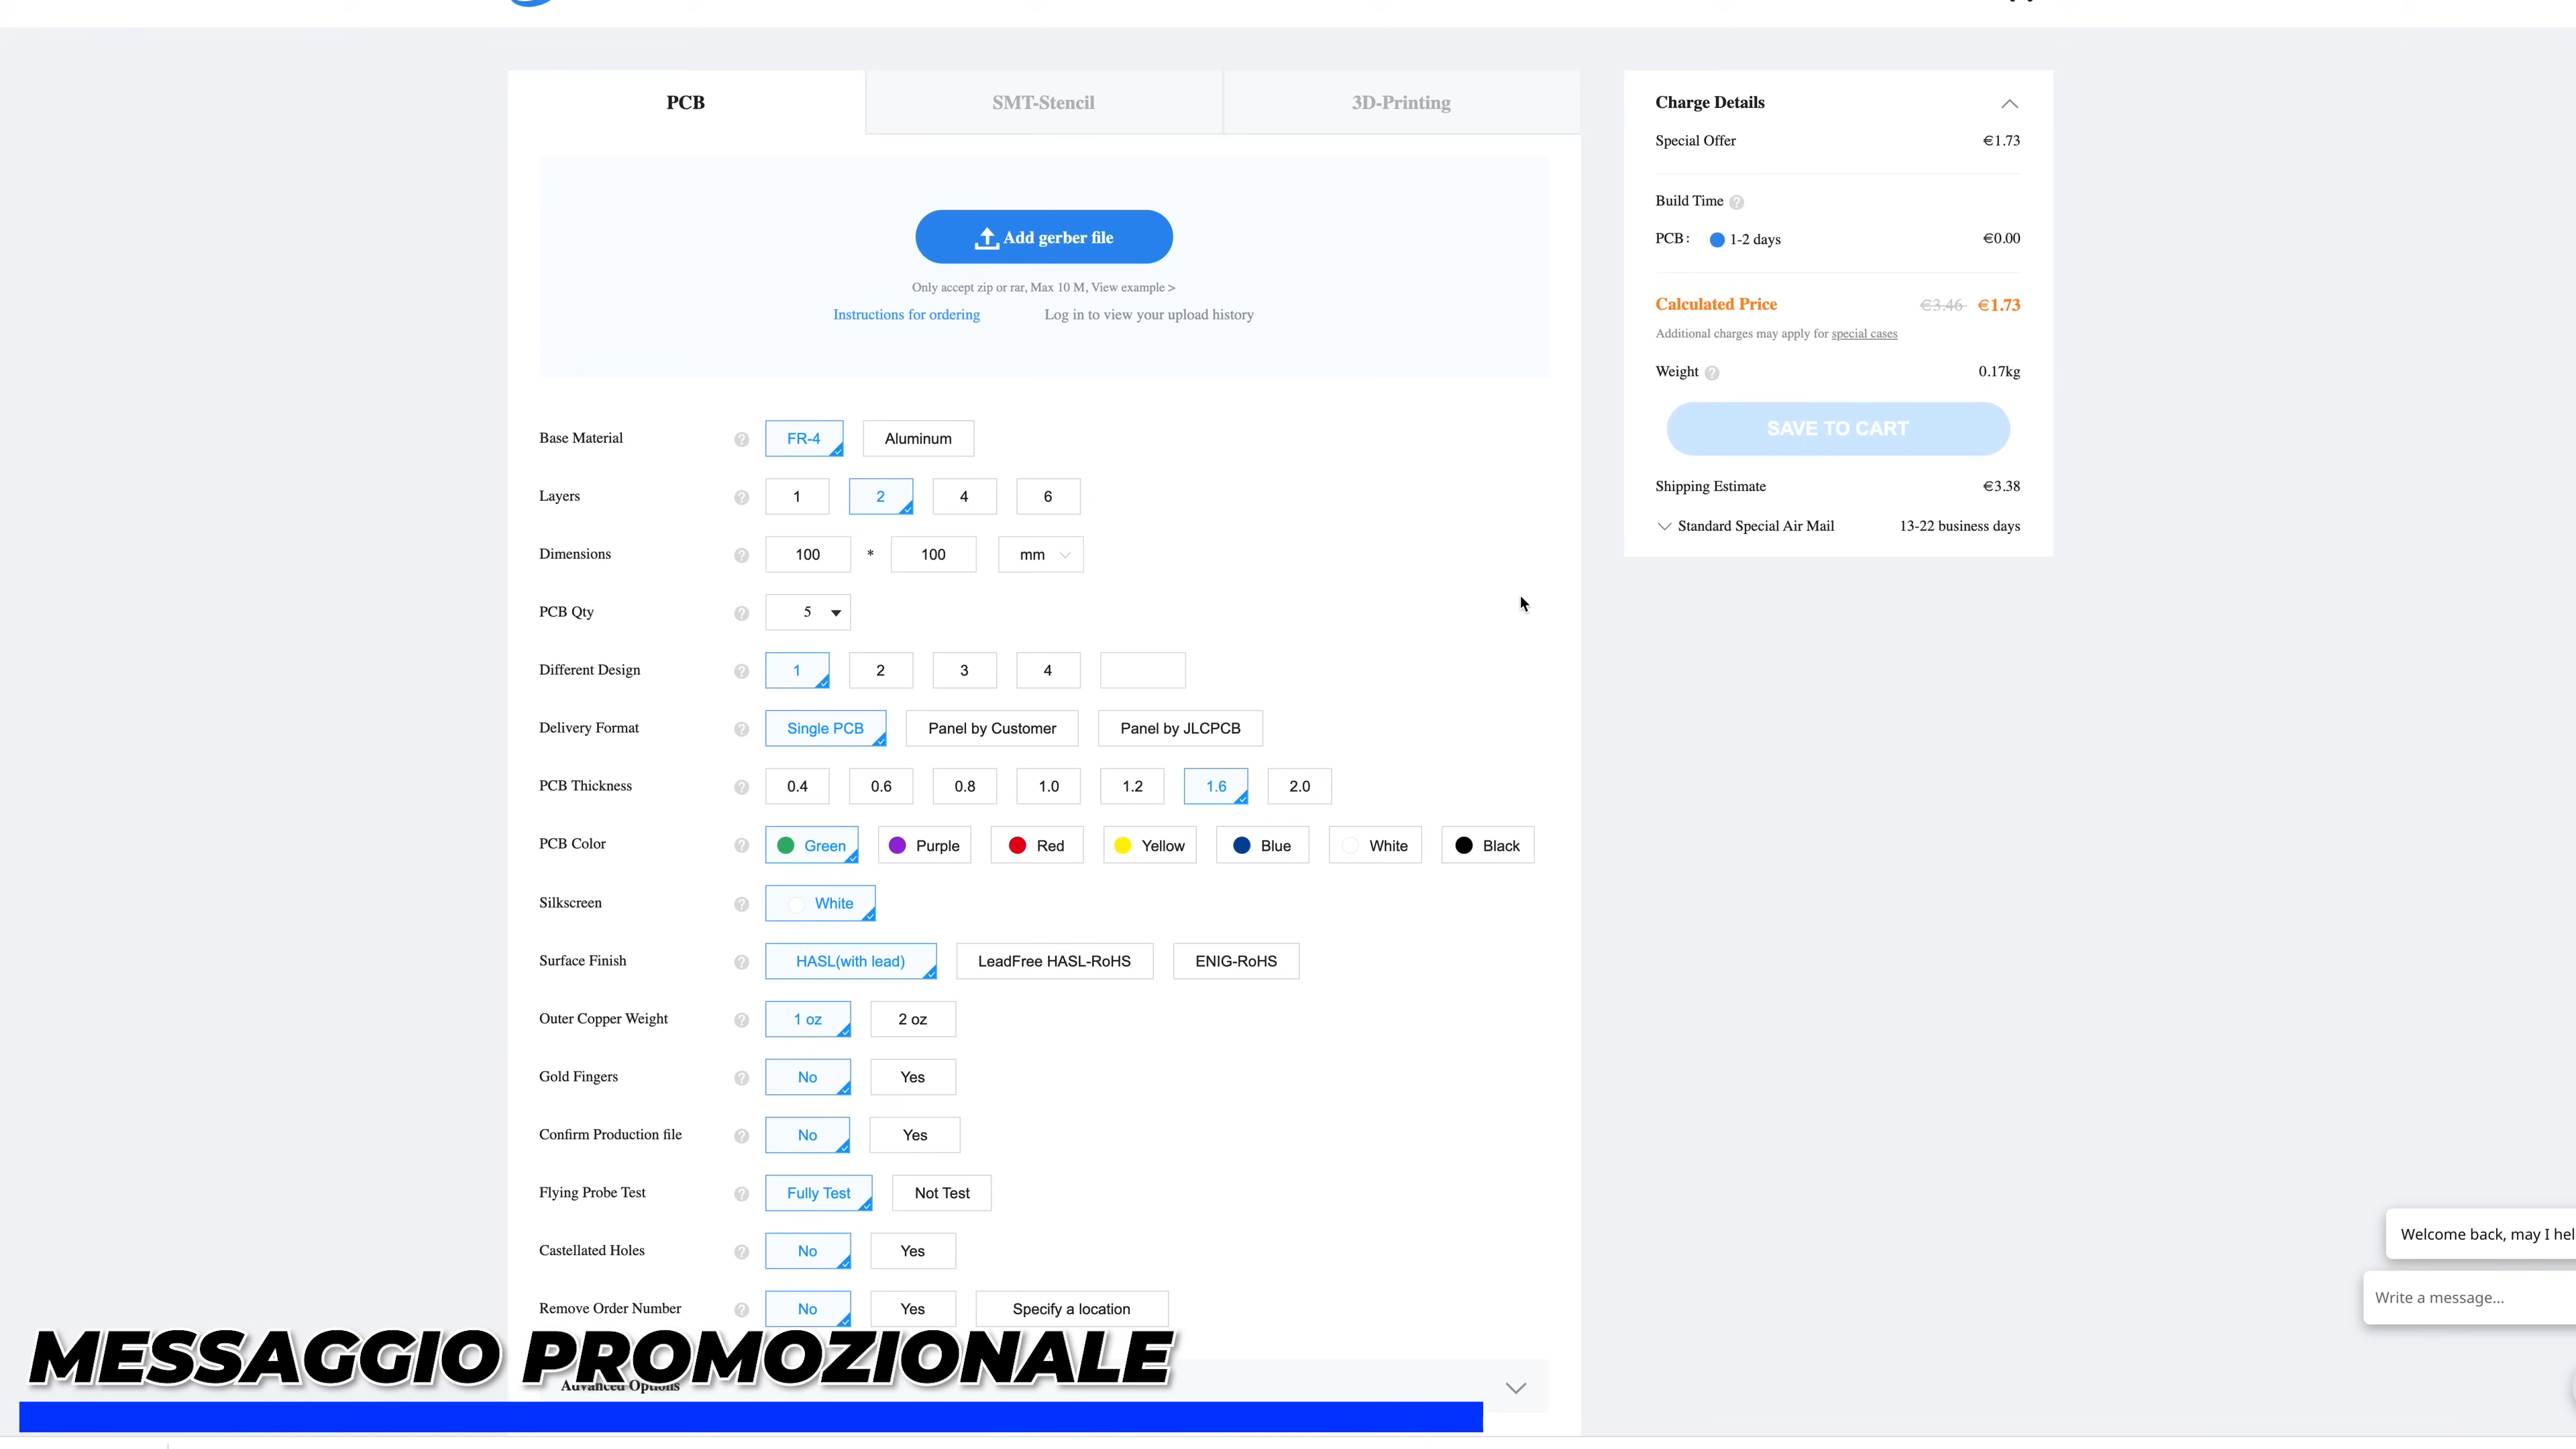 PCB SMT-Stencil 3D-Printing
Add gerber file
Only accept zip or rar, Max 10 M, View example >
Instructions for ordering Log in to view your upload history
Base Material FR-4 Aluminum
Layers 1 2 4 6
Dimensions 100 * 100 mm
PCB Qty 5
Different Design 1 2 3 4
Delivery Format Single PCB Panel by Customer Panel by JLCPCB
PCB Thickness 0.4 0.6 0.8 1.0 1.2 1.6 2.0
PCB Color Green Purple Red Yellow Blue White Black
Silkscreen White
Surface Finish HASL(with lead) LeadFree HASL-RoHS ENIG-RoHS
Outer Copper Weight 1 oz 2 oz
Gold Fingers No Yes
Confirm Production file No Yes
Flying Probe Test Fully Test Not Test
Castellated Holes No Yes
Remove Order Number No Yes Specify a location
Advanced Options
MESSAGGIO PROMOZIONALE
Charge Details
Special Offer €1.73
Build Time
PCB: 1-2 days €0.00
Calculated Price €3.46 €1.73
Additional charges may apply for special cases
Weight 0.17kg
SAVE TO CART
Shipping Estimate €3.38
Standard Special Air Mail 13-22 business days
Welcome back, may I hel
Write a message...